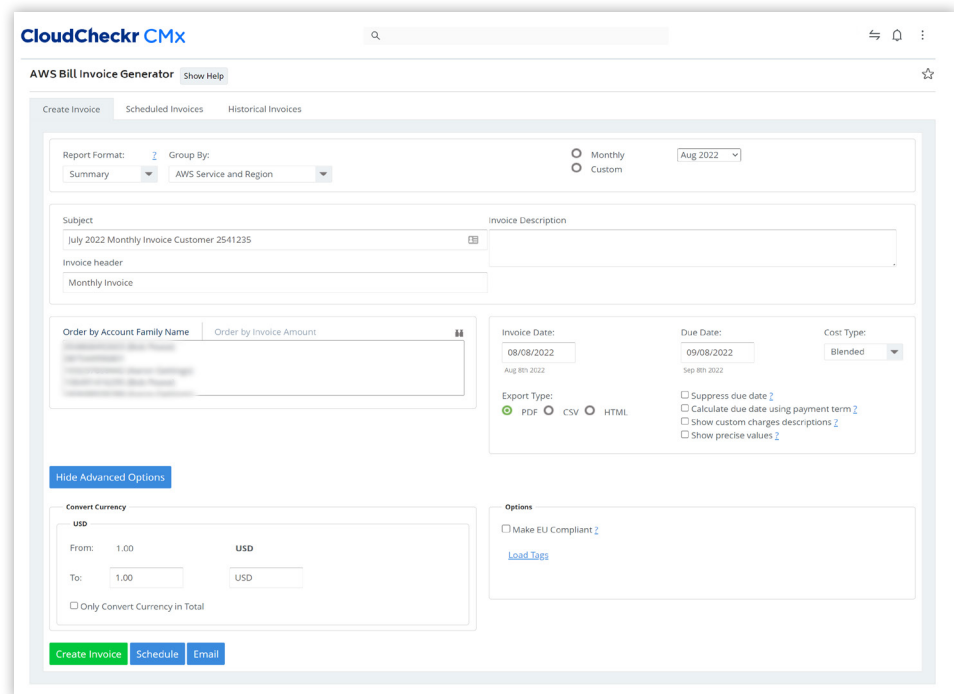 CloudCheckr CMx
AWS Bill Invoice Generator Show Help
Create Invoice Scheduled Invoices Historical Invoices
Report Format: ? Group By:
Monthly Aug 2022
Summary AWS Service and Region
Custom
Subject Invoice Description
July 2022 Monthly Invoice Customer 2541235
Invoice header
Monthly Invoice
Order by Account Family Name Order by Invoice Amount
Invoice Date: Due Date: Cost Type:
08/08/2022 09/08/2022 Blended
Aug 8th 2022 Sep 8th 2022
Export Type:
PDF CSV HTML
Suppress due date ?
Calculate due date using payment term ?
Show custom charges descriptions ?
Show precise values ?
Hide Advanced Options
Convert Currency
USD
From: 1.00 USD
To: 1.00 USD
Only Convert Currency in Total
Options
Make EU Compliant ?
Load Tags
Create Invoice Schedule Email